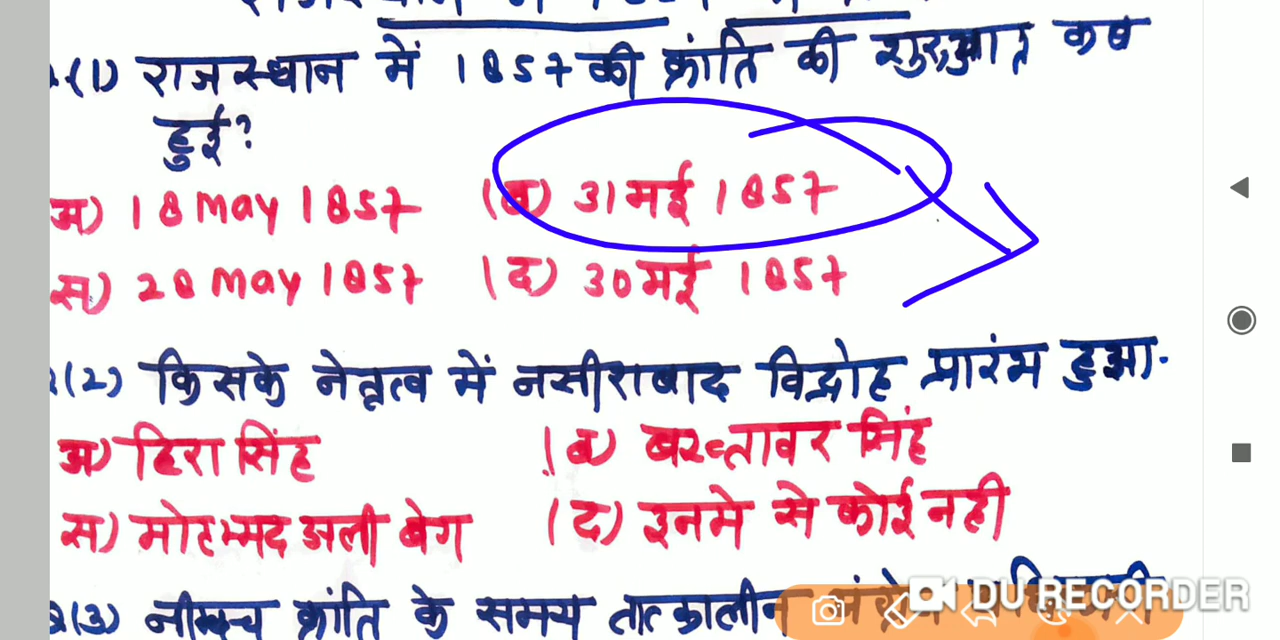 (1) राजस्थान में 1857 की क्रांति की शुरुआत कब
हुई?
अ) 18 May 1857 (ब) 31 मई 1857
स) 28 May 1857 (द) 30 मई 1857
(2) किसके नेतृत्व में नसीराबाद विद्रोह प्रारंभ हुआ.
अ) हिरा सिंह (ब) बख्तावर सिंह
स) मोहम्मद अली बेग (द) इनमे से कोई नही
(3) नीमच क्रांति के समय तात्कालीन
DU RECORDER